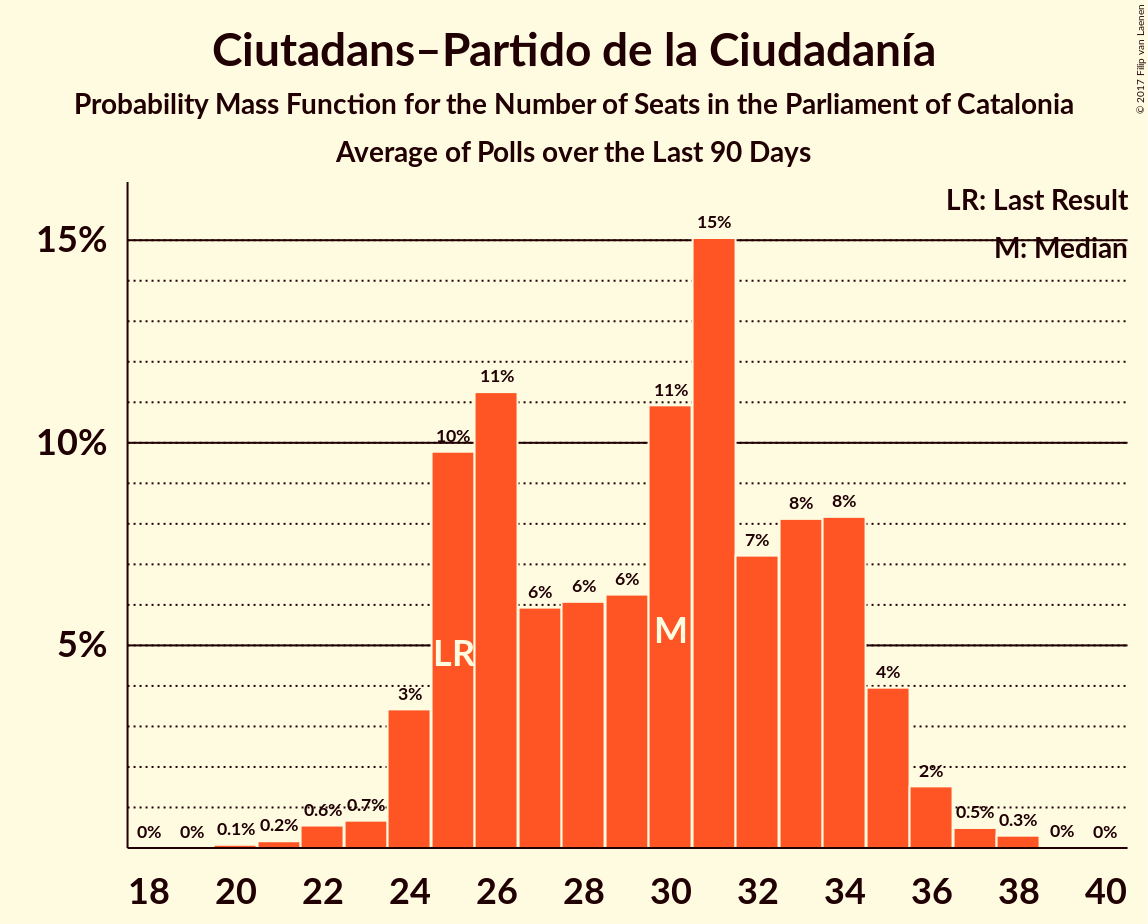 Ciutadans–Partido de la Ciudadanía
Probability Mass Function for the Number of Seats in the Parliament of Catalonia
Average of Polls over the Last 90 Days
© 2017 Filip van Laenen
LR: Last Result
M: Median
15%
10%
5%
0% 0% 0.1% 0.2% 0.6% 0.7% 3% 10% 11% 6% 6% 6% 11% 15% 7% 8% 8% 4% 2% 0.5% 0.3% 0% 0%
LR M
18 20 22 24 26 28 30 32 34 36 38 40